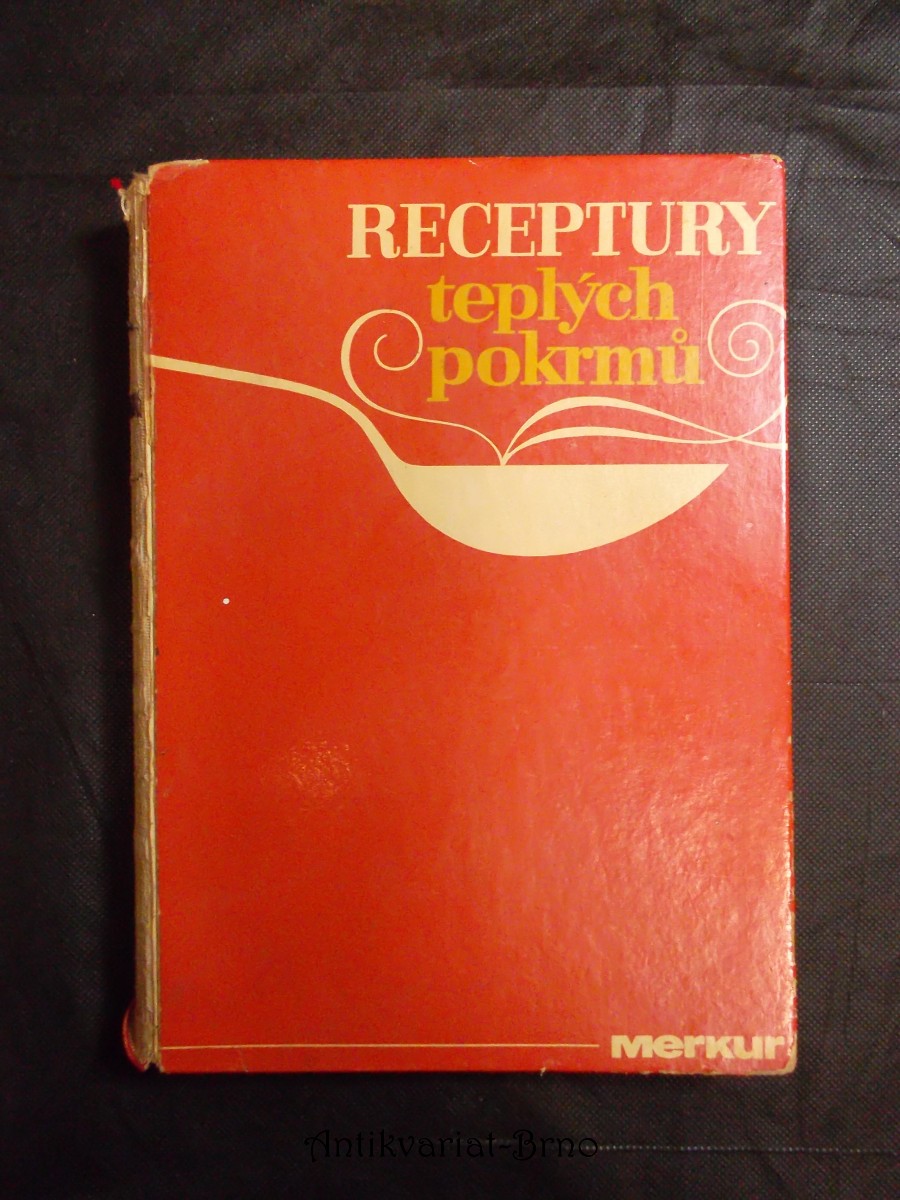 RECEPTURY
teplých
pokrmů
Merkur
Antikvariat-Brno